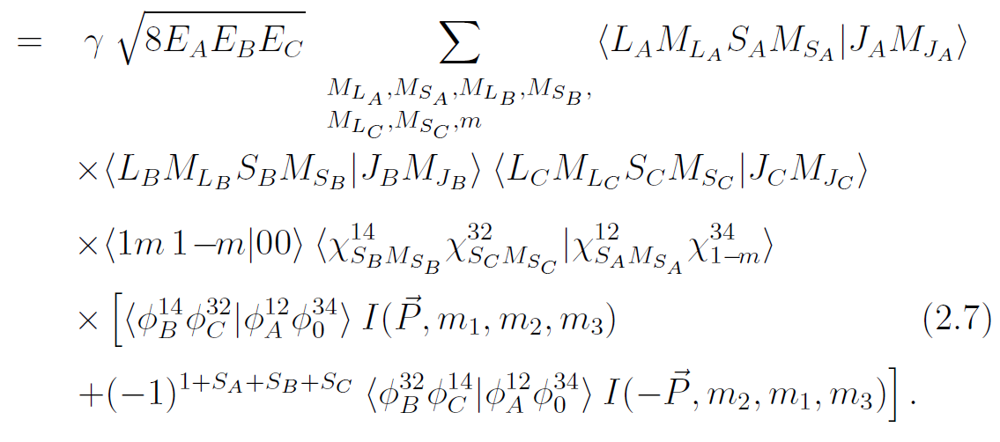 = γ √(8E_A E_B E_C) ∑ ⟨L_A M_{L_A} S_A M_{S_A}|J_A M_{J_A}⟩
M_{L_A},M_{S_A},M_{L_B},M_{S_B},
M_{L_C},M_{S_C},m
×⟨L_B M_{L_B} S_B M_{S_B}|J_B M_{J_B}⟩ ⟨L_C M_{L_C} S_C M_{S_C}|J_C M_{J_C}⟩
×⟨1m 1−m|00⟩ ⟨χ^{14}_{S_B M_{S_B}} χ^{32}_{S_C M_{S_C}}|χ^{12}_{S_A M_{S_A}} χ^{34}_{1−m}⟩
× [⟨ϕ^{14}_B ϕ^{32}_C|ϕ^{12}_A ϕ^{34}_0⟩ I(P⃗, m_1, m_2, m_3) (2.7)
+(−1)^{1+S_A+S_B+S_C} ⟨ϕ^{32}_B ϕ^{14}_C|ϕ^{12}_A ϕ^{34}_0⟩ I(−P⃗, m_2, m_1, m_3)] .